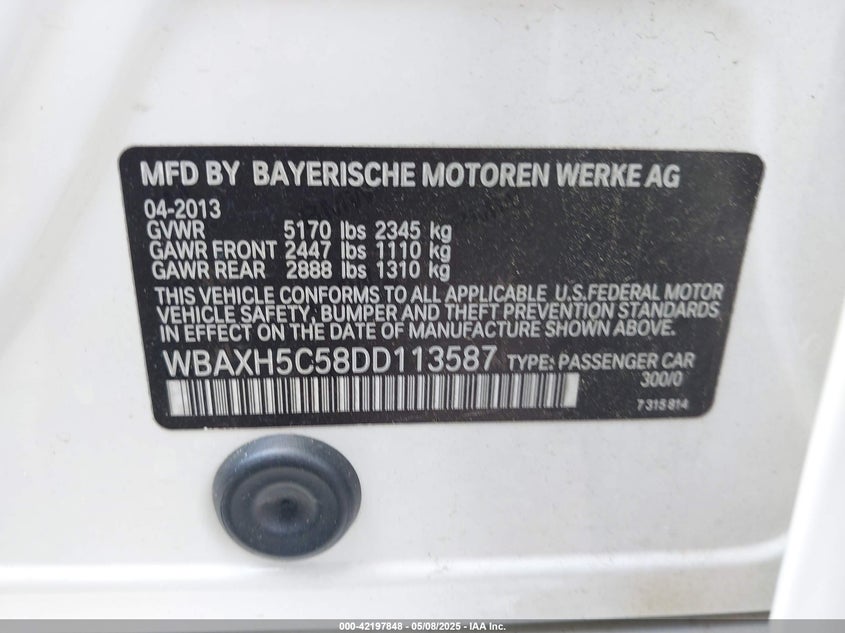 MFD BY BAYERISCHE MOTOREN WERKE AG
04-2013
GVWR 5170 lbs 2345 kg
GAWR FRONT 2447 lbs 1110 kg
GAWR REAR 2888 lbs 1310 kg
THIS VEHICLE CONFORMS TO ALL APPLICABLE U.S.FEDERAL MOTOR
VEHICLE SAFETY, BUMPER AND THEFT PREVENTION STANDARDS
IN EFFECT ON THE DATE OF MANUFACTURE SHOWN ABOVE.
WBAXH5C58DD113587 TYPE: PASSENGER CAR
300/0
7315814
000-42197848 - 05/08/2025 - IAA Inc.